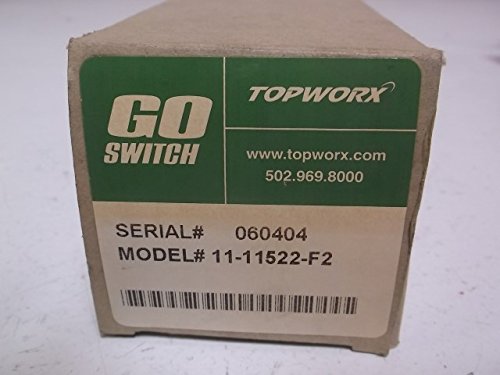 GO
SWITCH
TOPWORX
www.topworx.com
502.969.8000
SERIAL# 060404
MODEL# 11-11522-F2